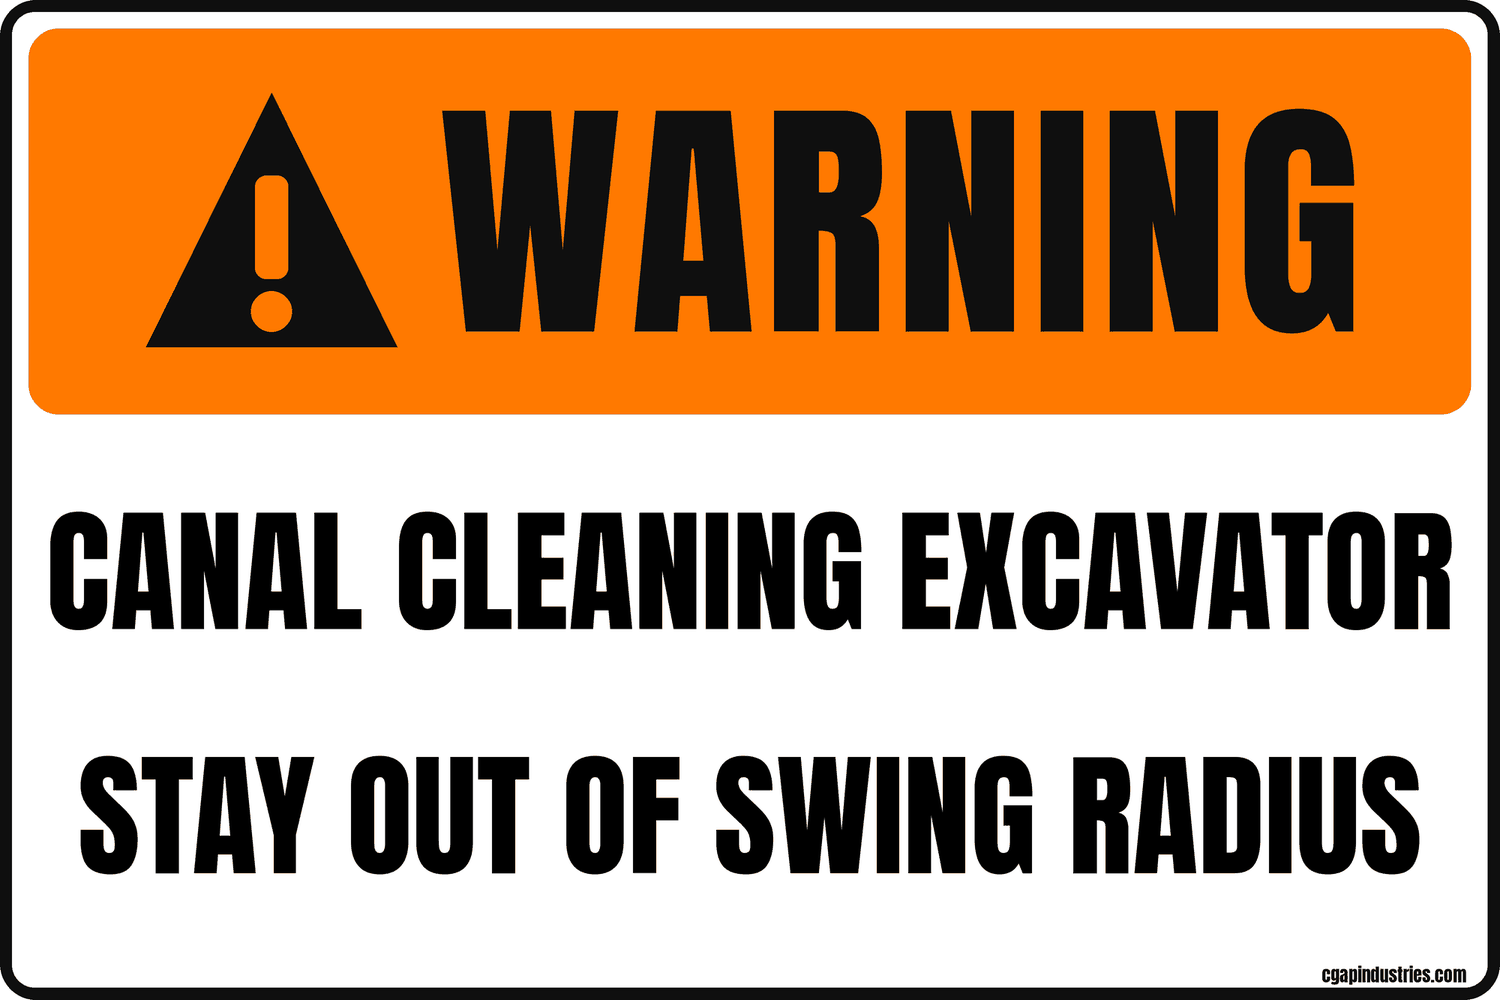 WARNING
CANAL CLEANING EXCAVATOR
STAY OUT OF SWING RADIUS
cgapindustries.com